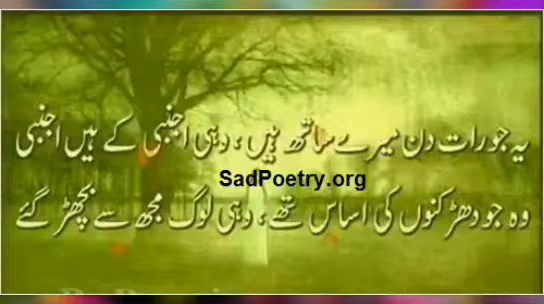 یہ جو رات دن میرے ساتھ ہیں، وہی اجنبی کے ہیں اجنبی
SadPoetry.org
وہ جو دھڑکنوں کی اساس تھے، وہی لوگ مجھ سے بچھڑ گئے